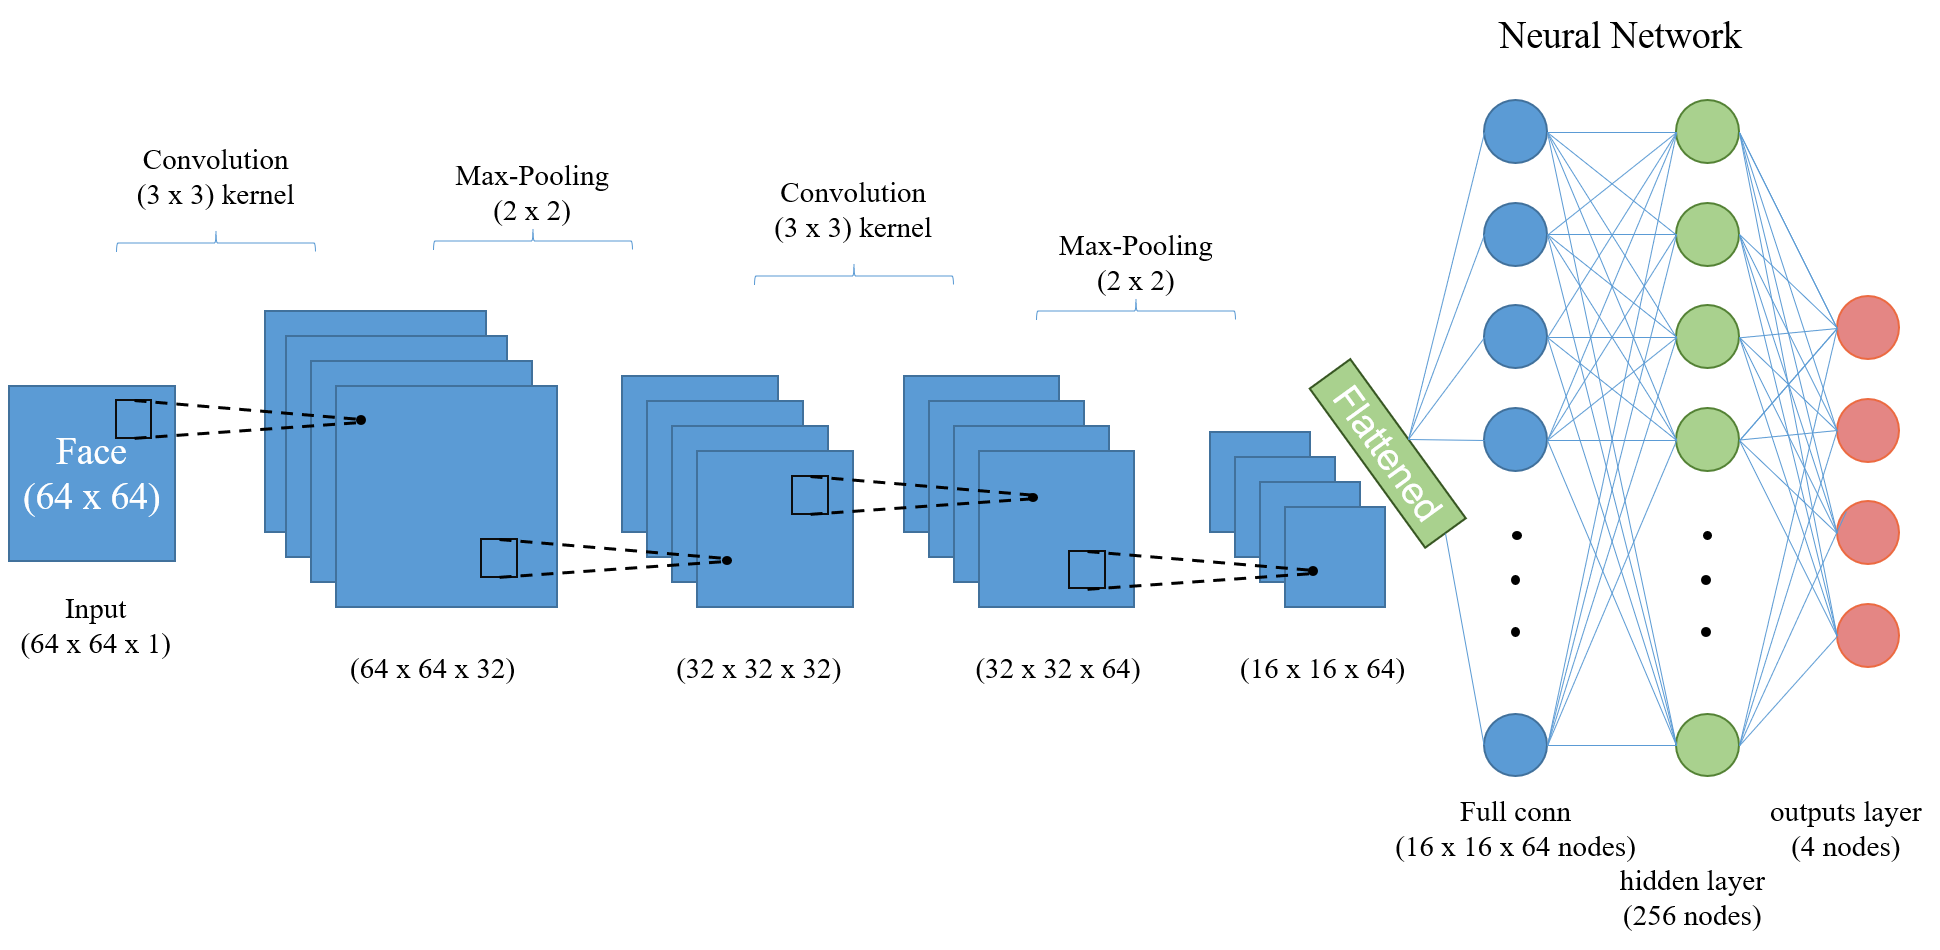 Neural Network
Convolution
(3 x 3) kernel
Max-Pooling
(2 x 2)
Convolution
(3 x 3) kernel
Max-Pooling
(2 x 2)
Face
(64 x 64)
Flattened
Input
(64 x 64 x 1)
(64 x 64 x 32)
(32 x 32 x 32)
(32 x 32 x 64)
(16 x 16 x 64)
Full conn
(16 x 16 x 64 nodes)
hidden layer
(256 nodes)
outputs layer
(4 nodes)